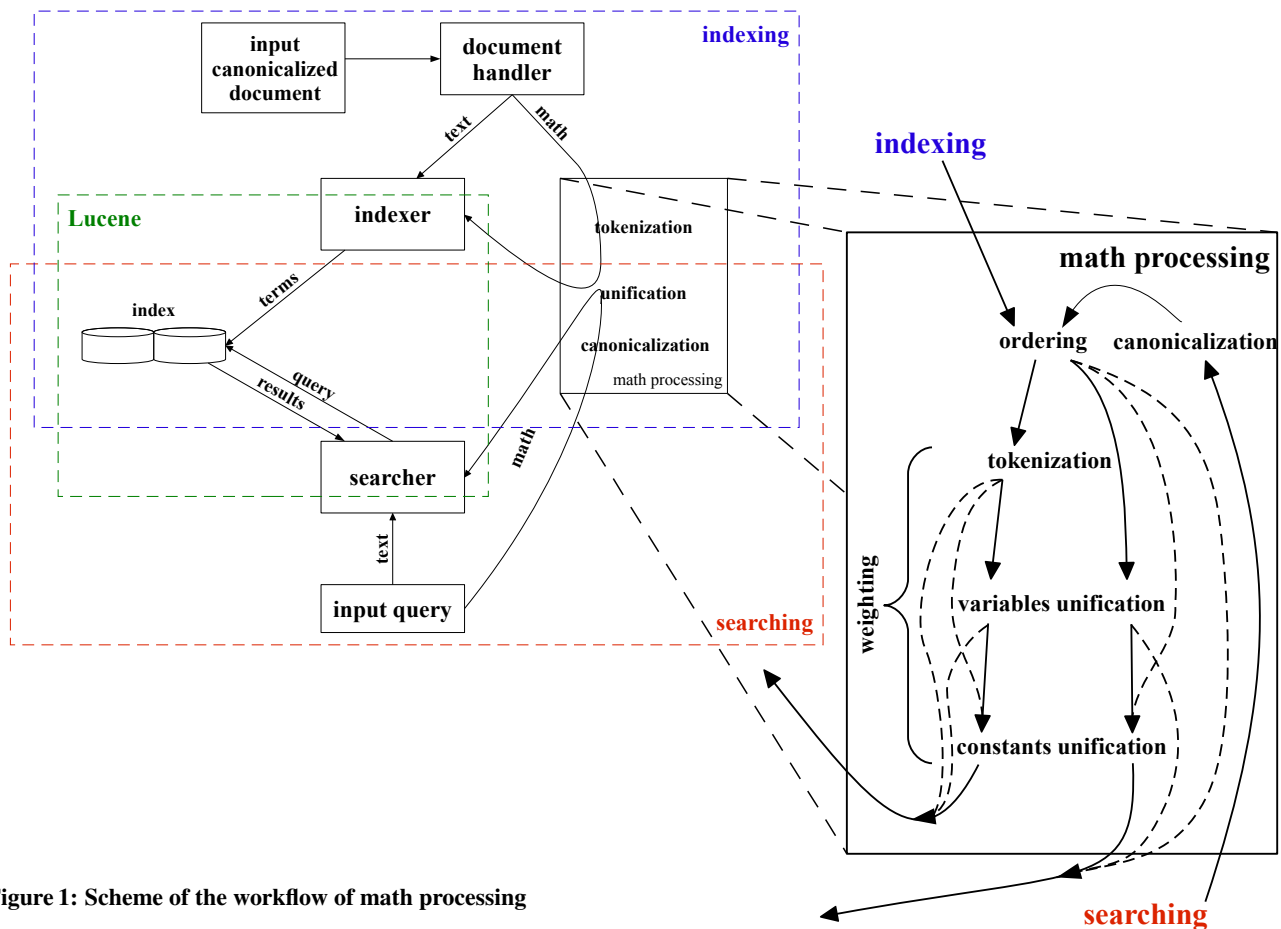 indexing
input
canonicalized
document
document
handler
text
math
indexing
Lucene
indexer
tokenization
math processing
terms
unification
index
ordering
canonicalization
canonicalization
query
results
math processing
math
tokenization
searcher
text
weighting
variables unification
input query
searching
constants unification
igure 1: Scheme of the workflow of math processing
searching